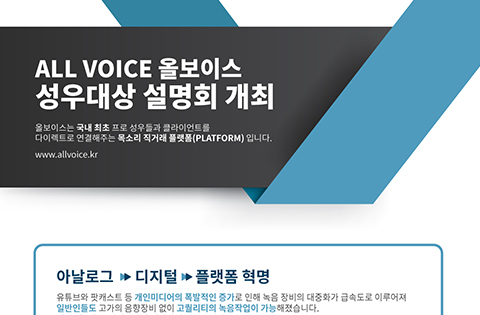 ALL VOICE 올보이스
성우대상 설명회 개최
올보이스는 국내 최초 프로 성우들과 클라이언트를
다이렉트로 연결해주는 목소리 직거래 플랫폼(PLATFORM) 입니다.
www.allvoice.kr
아날로그 디지털 플랫폼 혁명
유튜브와 팟캐스트 등 개인미디어의 폭발적인 증가로 인해 녹음 장비의 대중화가 급속도로 이루어져
일반인들도 고가의 음향장비 없이 고퀄리티의 녹음작업이 가능해졌습니다.